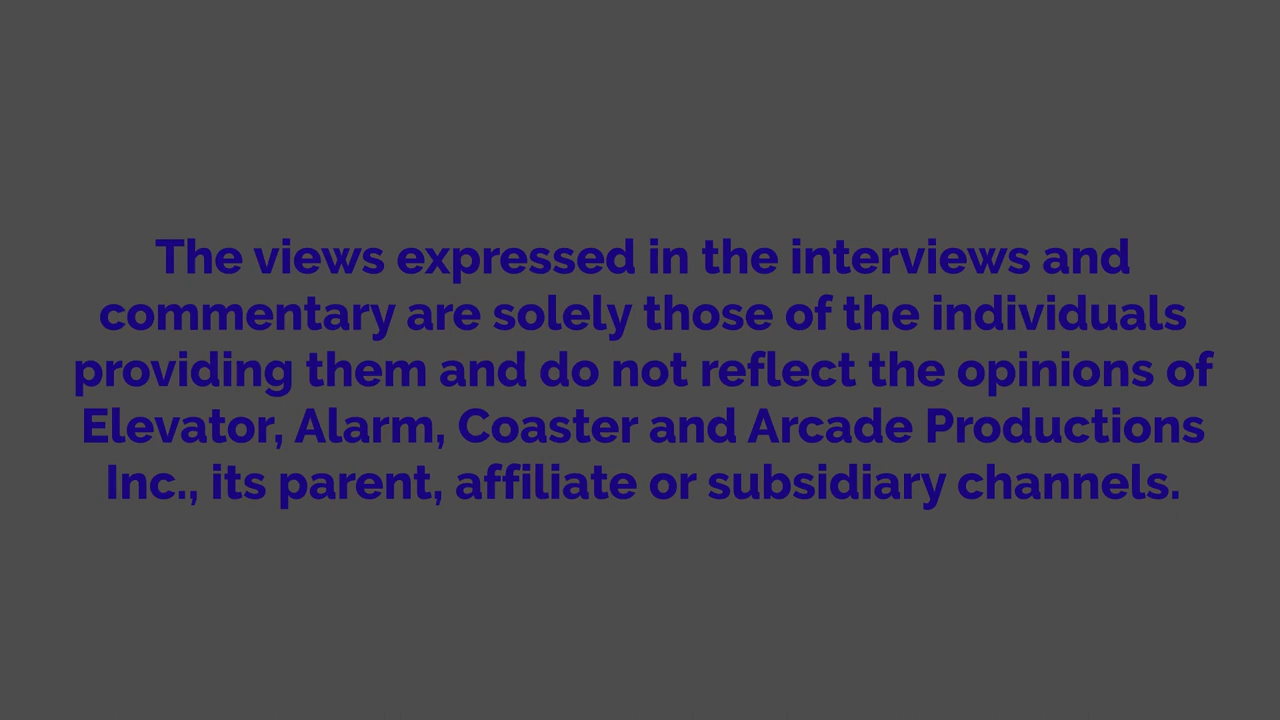 The views expressed in the interviews and
commentary are solely those of the individuals
providing them and do not reflect the opinions of
Elevator, Alarm, Coaster and Arcade Productions
Inc., its parent, affiliate or subsidiary channels.